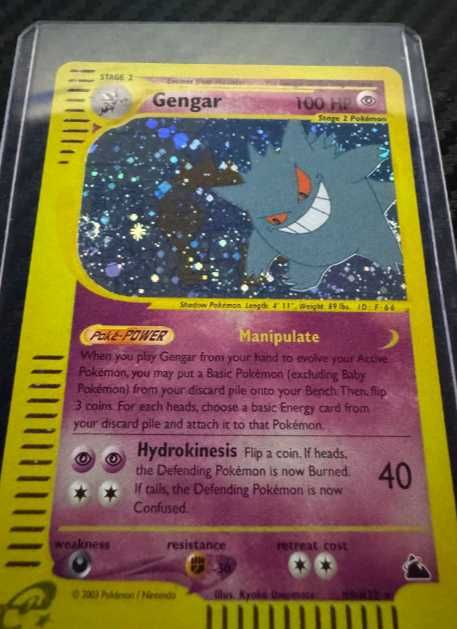 STAGE 2
Gengar 100 HP
Stage 2 Pokémon
Shadow Pokémon. Length: 4' 11", Weight: 89 lbs. ID: F-66
Poké-POWER Manipulate
When you play Gengar from your hand to evolve your Active
Pokémon, you may put a Basic Pokémon (excluding Baby
Pokémon) from your discard pile onto your Bench. Then, flip
3 coins. For each heads, choose a basic Energy card from
your discard pile and attach it to that Pokémon.
Hydrokinesis Flip a coin. If heads,
the Defending Pokémon is now Burned.
If tails, the Defending Pokémon is now
Confused.
40
weakness resistance retreat cost
-30
© 2003 Pokémon / Nintendo Illus. Kyoko Umemoto
e